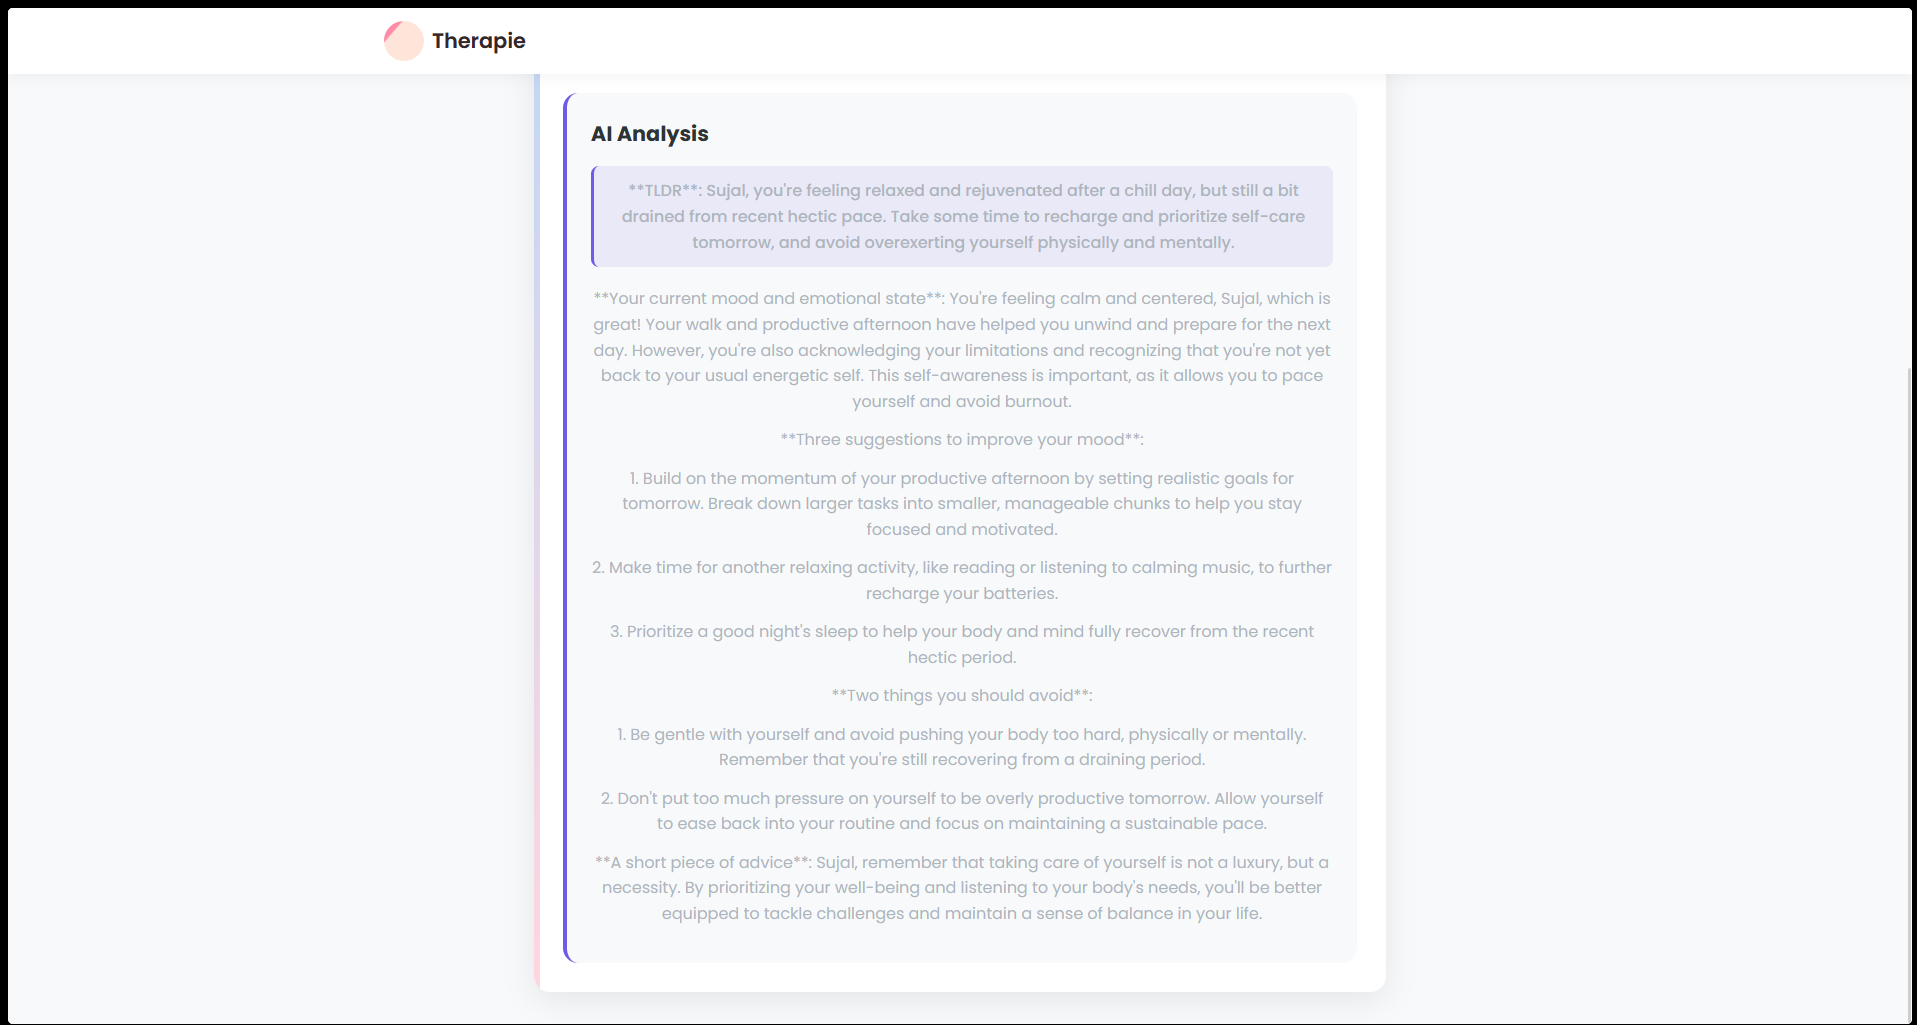 Therapie
AI Analysis
**TLDR**: Sujal, you're feeling relaxed and rejuvenated after a chill day, but still a bit
drained from recent hectic pace. Take some time to recharge and prioritize self-care
tomorrow, and avoid overexerting yourself physically and mentally.
**Your current mood and emotional state**: You're feeling calm and centered, Sujal, which is
great! Your walk and productive afternoon have helped you unwind and prepare for the next
day. However, you're also acknowledging your limitations and recognizing that you're not yet
back to your usual energetic self. This self-awareness is important, as it allows you to pace
yourself and avoid burnout.
**Three suggestions to improve your mood**:
1. Build on the momentum of your productive afternoon by setting realistic goals for
tomorrow. Break down larger tasks into smaller, manageable chunks to help you stay
focused and motivated.
2. Make time for another relaxing activity, like reading or listening to calming music, to further
recharge your batteries.
3. Prioritize a good night's sleep to help your body and mind fully recover from the recent
hectic period.
**Two things you should avoid**:
1. Be gentle with yourself and avoid pushing your body too hard, physically or mentally.
Remember that you're still recovering from a draining period.
2. Don't put too much pressure on yourself to be overly productive tomorrow. Allow yourself
to ease back into your routine and focus on maintaining a sustainable pace.
**A short piece of advice**: Sujal, remember that taking care of yourself is not a luxury, but a
necessity. By prioritizing your well-being and listening to your body's needs, you'll be better
equipped to tackle challenges and maintain a sense of balance in your life.